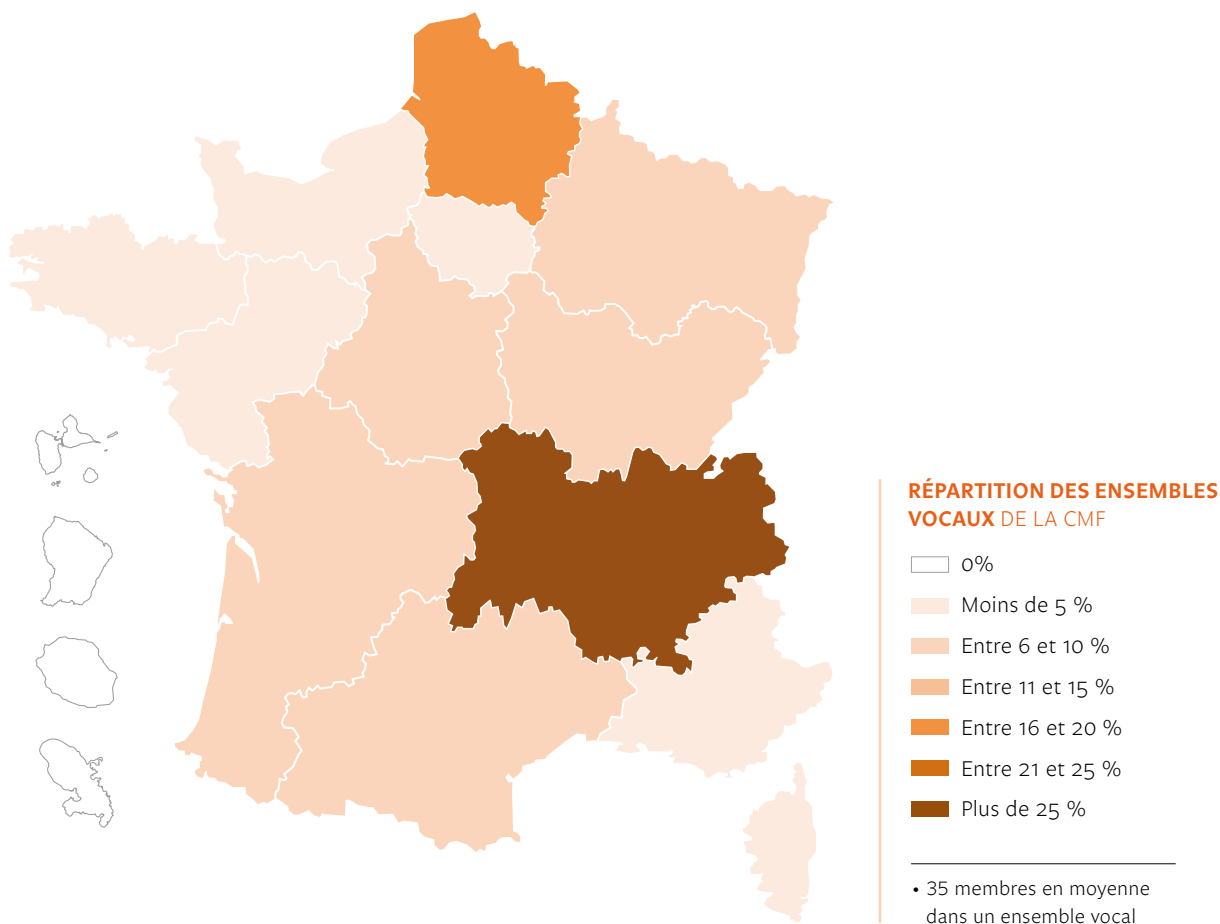 RÉPARTITION DES ENSEMBLES
VOCAUX DE LA CMF
0%
Moins de 5 %
Entre 6 et 10 %
Entre 11 et 15 %
Entre 16 et 20 %
Entre 21 et 25 %
Plus de 25 %
• 35 membres en moyenne
dans un ensemble vocal